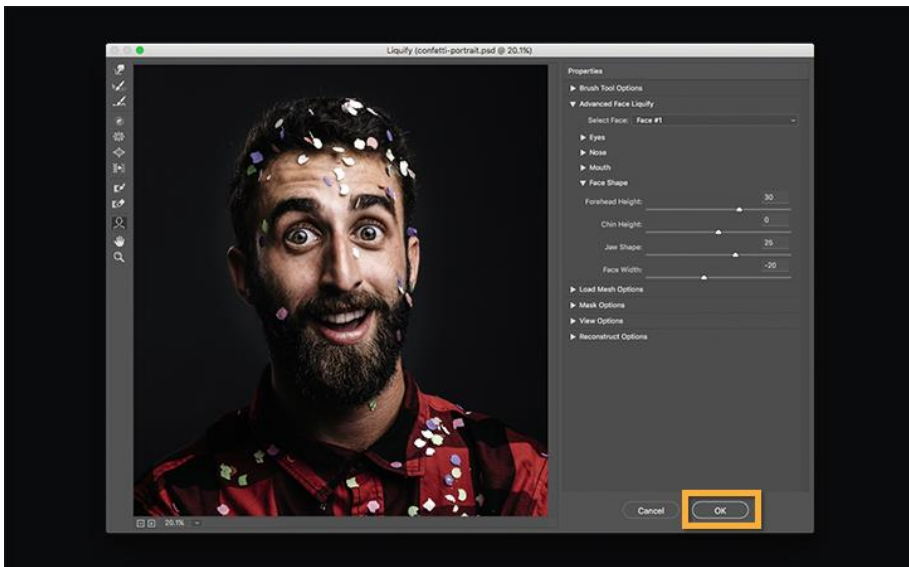 Liquify (confetti-portrait.psd @ 20.1%)
Properties
Brush Tool Options
Advanced Face Liquify
Select Face: Face #1
Eyes
Nose
Mouth
Face Shape
Forehead Height: 30
Chin Height: 0
Jaw Shape: 25
Face Width: -20
Load Mesh Options
Mask Options
View Options
Reconstruct Options
Cancel OK
20.1%